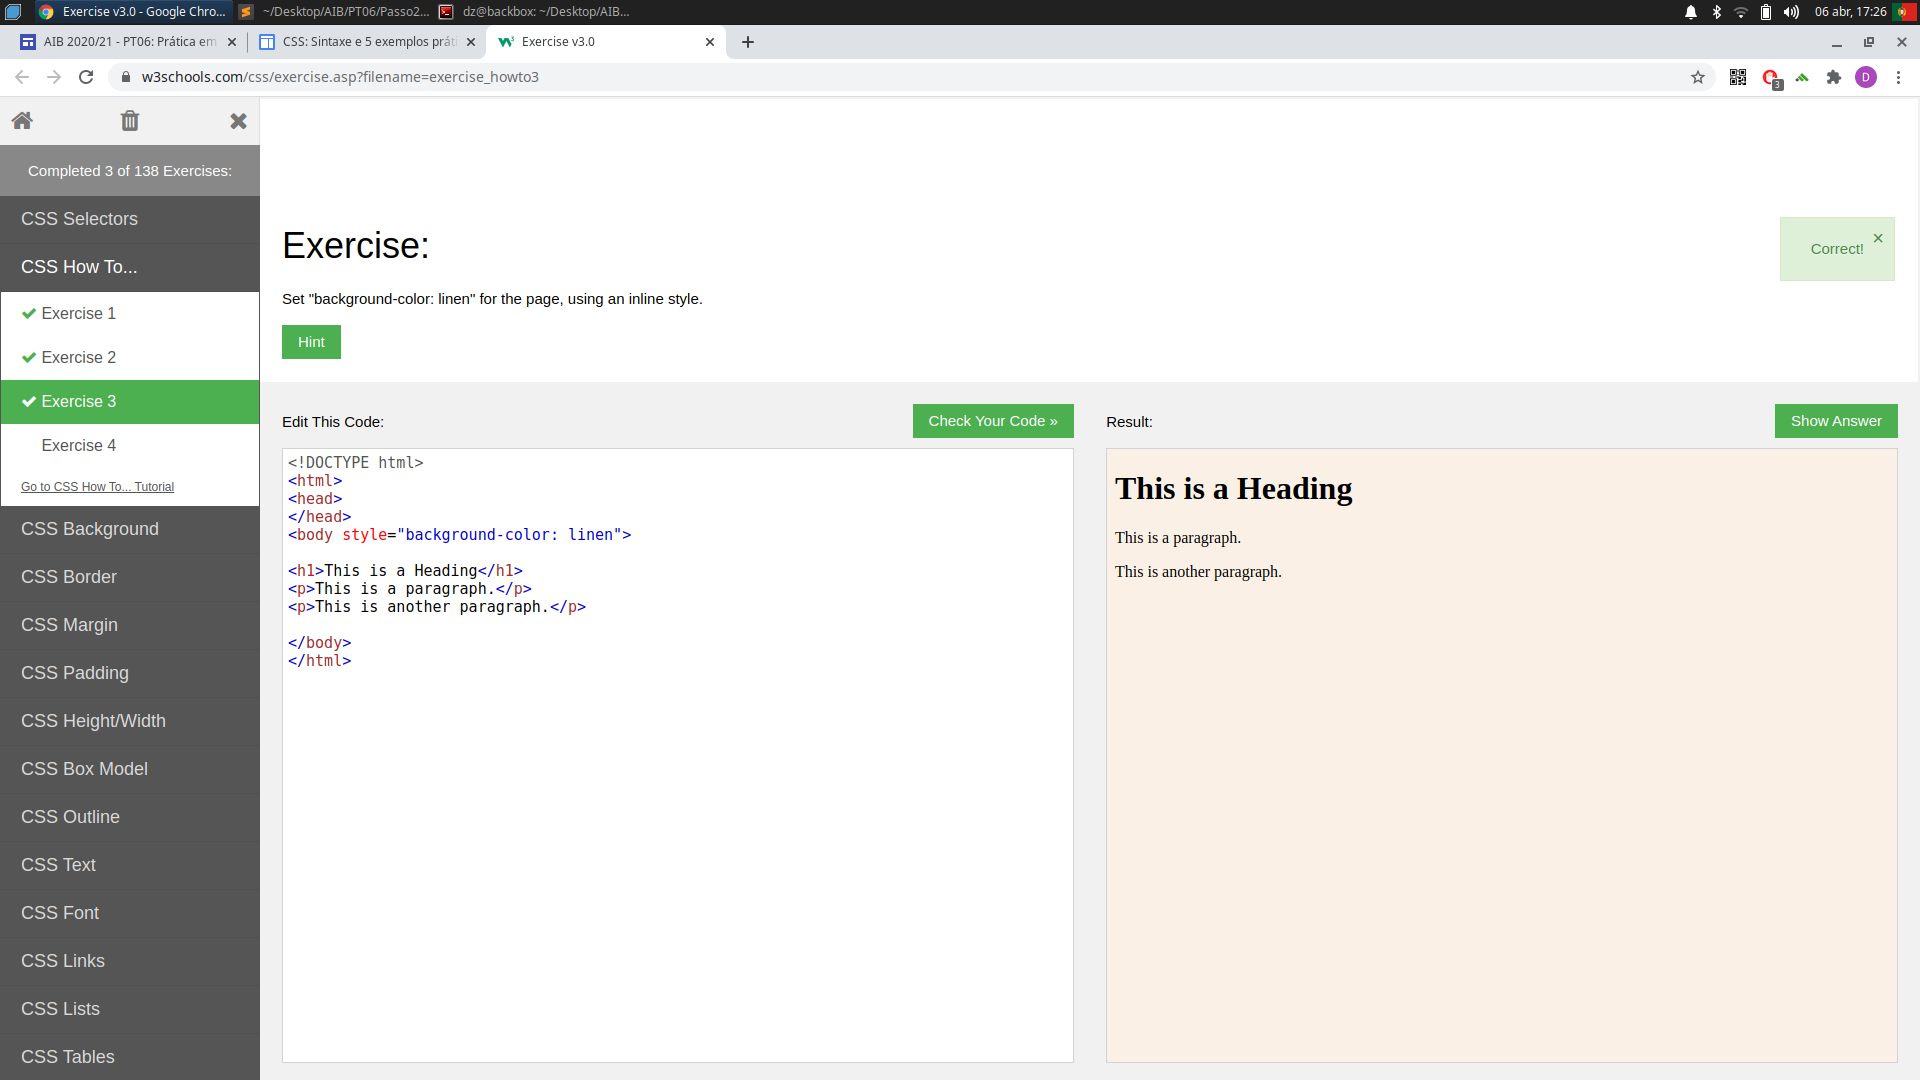 Exercise v3.0 - Google Chro...
~/Desktop/AIB/PT06/Passo2...
dz@backbox: ~/Desktop/AIB...
06 abr, 17:26
AIB 2020/21 - PT06: Prática em
CSS: Sintaxe e 5 exemplos práti
Exercise v3.0
w3schools.com/css/exercise.asp?filename=exercise_howto3
3
D
Completed 3 of 138 Exercises:
CSS Selectors
CSS How To...
Exercise 1
Exercise 2
Exercise 3
Exercise 4
Go to CSS How To... Tutorial
CSS Background
CSS Border
CSS Margin
CSS Padding
CSS Height/Width
CSS Box Model
CSS Outline
CSS Text
CSS Font
CSS Links
CSS Lists
CSS Tables
Exercise:
Correct! ×
Set "background-color: linen" for the page, using an inline style.
Hint
Edit This Code:
Check Your Code »
<!DOCTYPE html>
<html>
<head>
</head>
<body style="background-color: linen">
<h1>This is a Heading</h1>
<p>This is a paragraph.</p>
<p>This is another paragraph.</p>
</body>
</html>
Result:
Show Answer
This is a Heading
This is a paragraph.
This is another paragraph.